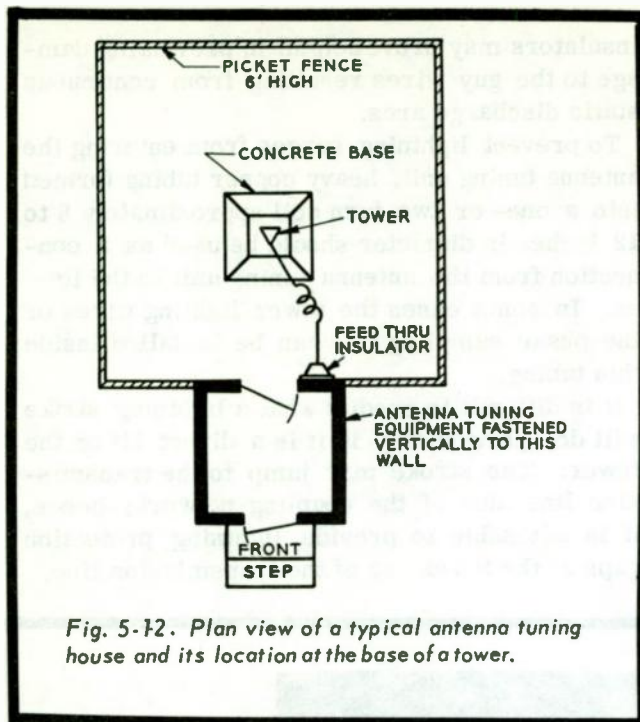 PICKET FENCE
6' HIGH
CONCRETE BASE
TOWER
FEED THRU
INSULATOR
ANTENNA TUNING
EQUIPMENT FASTENED
VERTICALLY TO THIS
WALL
FRONT
STEP
Fig. 5-12. Plan view of a typical antenna tuning
house and its location at the base of a tower.